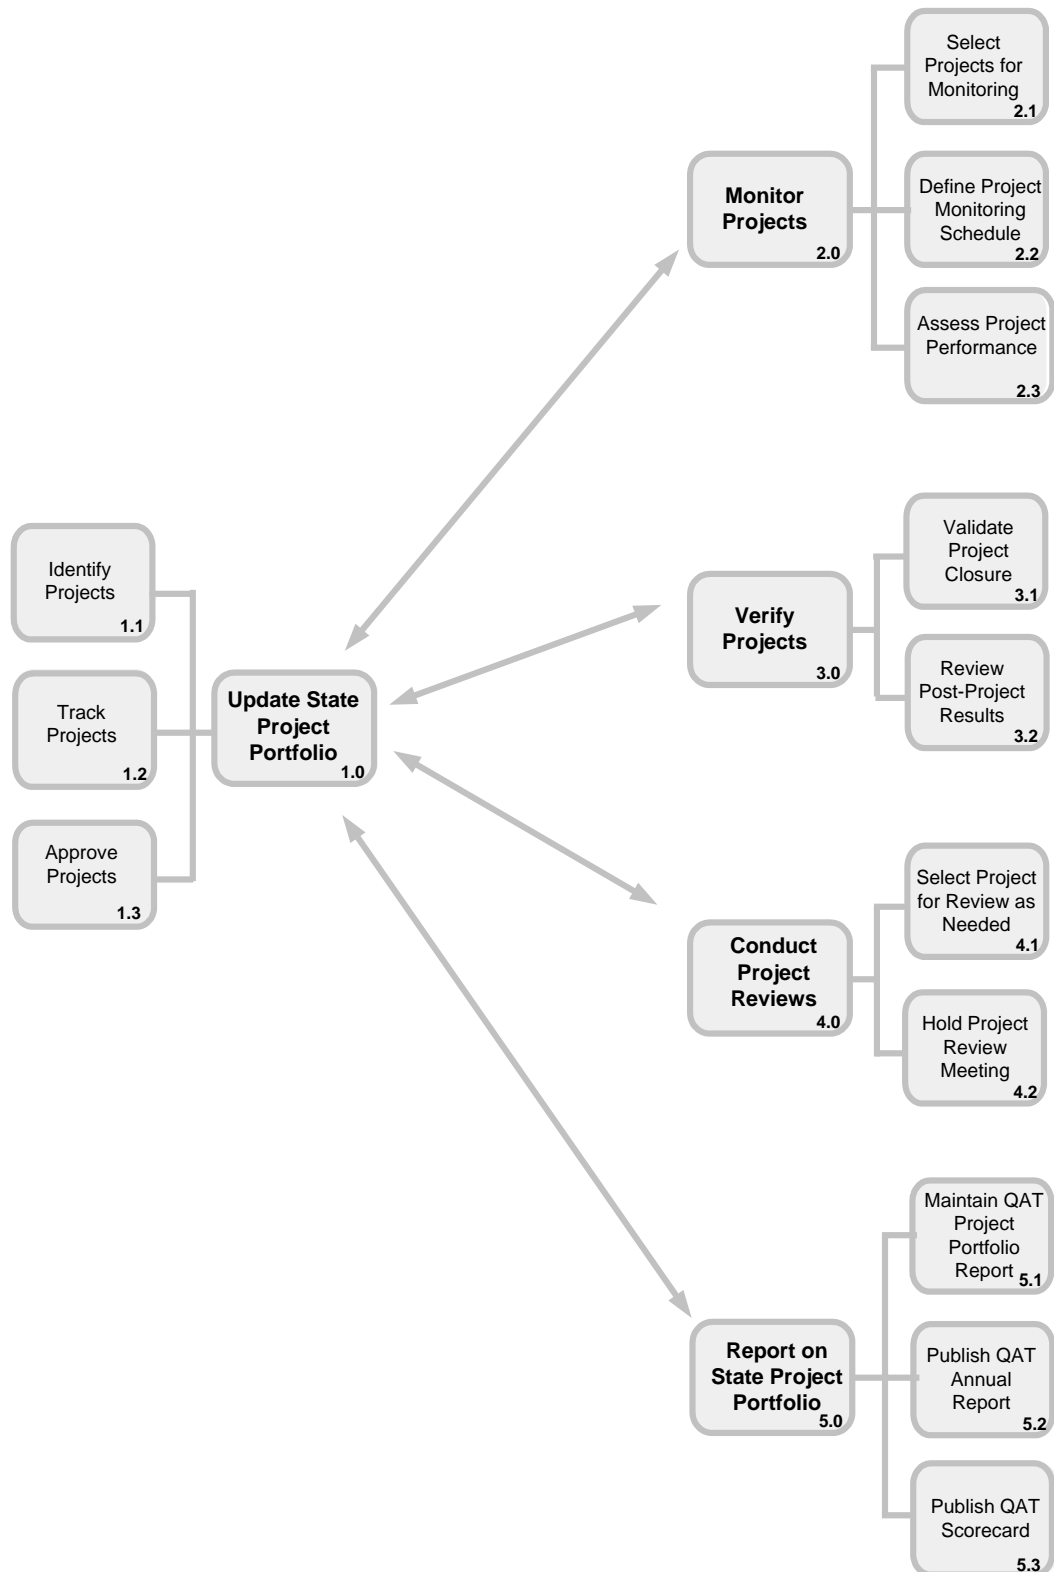 Select
Projects for
Monitoring
2.1
Monitor
Projects
2.0
Define Project
Monitoring
Schedule
2.2
Assess Project
Performance
2.3
Identify
Projects
1.1
Track
Projects
1.2
Approve
Projects
1.3
Update State
Project
Portfolio
1.0
Validate
Project
Closure
3.1
Verify
Projects
3.0
Review
Post-Project
Results
3.2
Select Project
for Review as
Needed
4.1
Conduct
Project
Reviews
4.0
Hold Project
Review
Meeting
4.2
Maintain QAT
Project
Portfolio
Report
5.1
Report on
State Project
Portfolio
5.0
Publish QAT
Annual
Report
5.2
Publish QAT
Scorecard
5.3